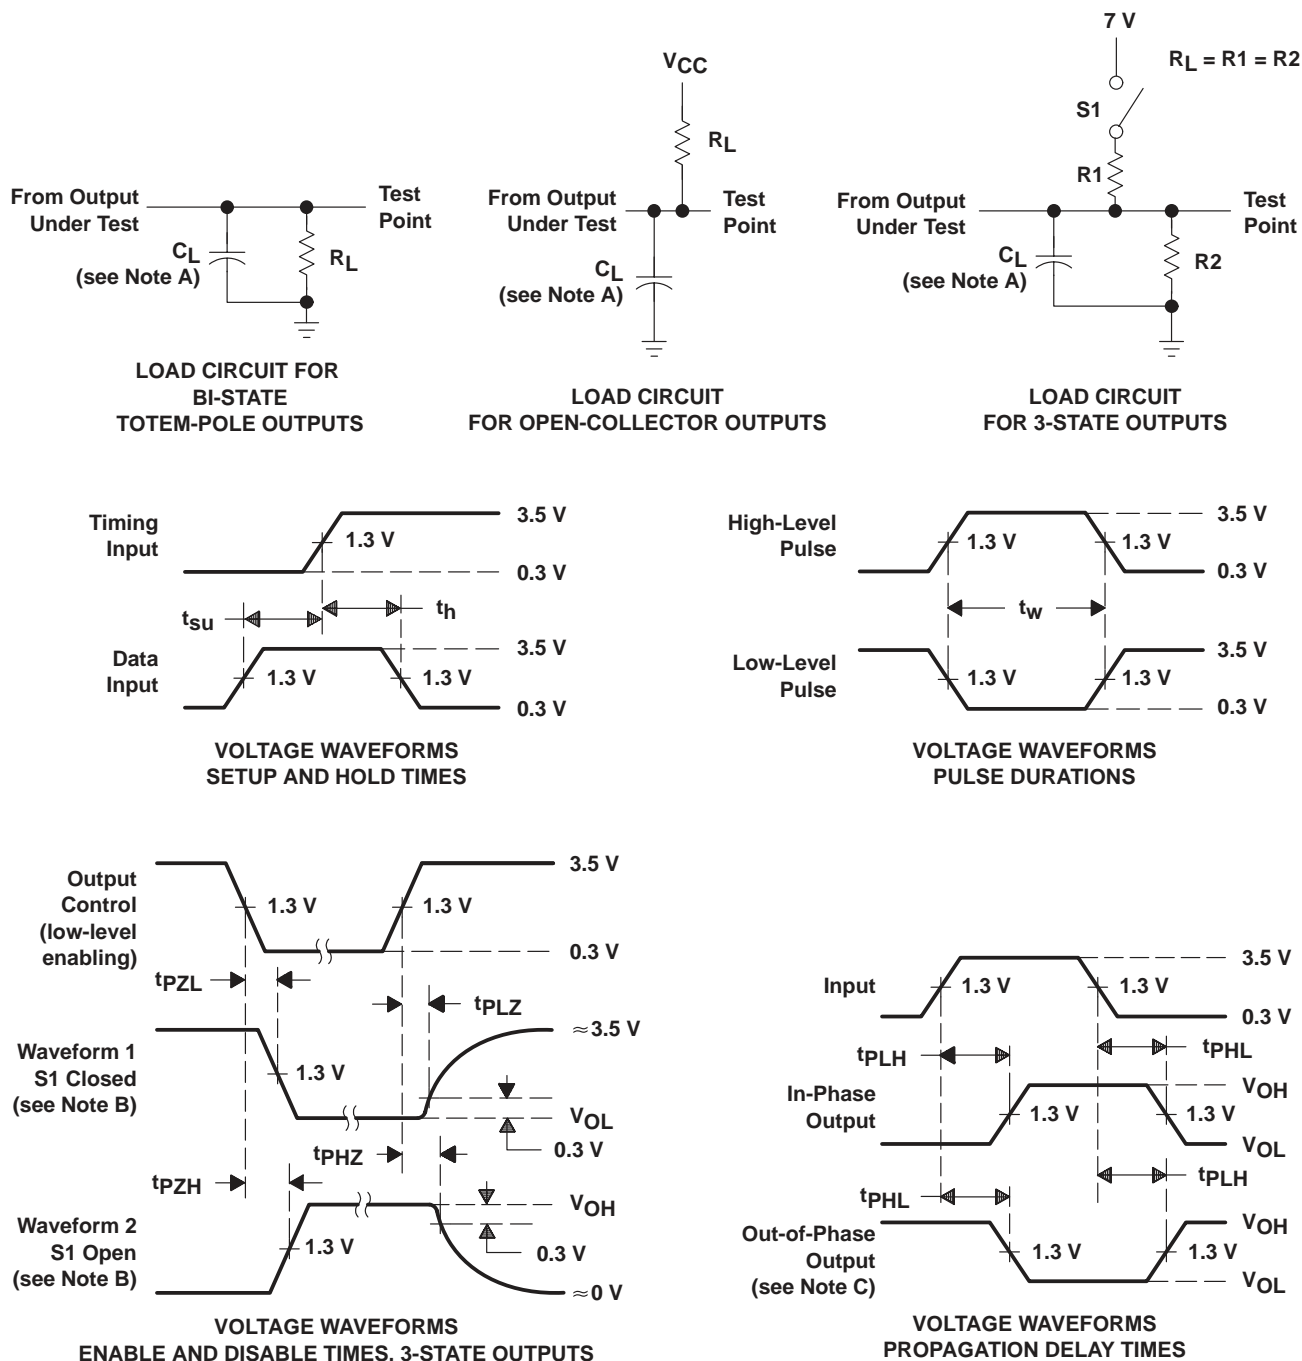 7 V
RL = R1 = R2
S1
R1
From Output
Under Test
Test
Point
CL
(see Note A)
R2
LOAD CIRCUIT
FOR 3-STATE OUTPUTS
VCC
RL
From Output
Under Test
Test
Point
CL
(see Note A)
LOAD CIRCUIT
FOR OPEN-COLLECTOR OUTPUTS
From Output
Under Test
Test
Point
CL
(see Note A)
RL
LOAD CIRCUIT FOR
BI-STATE
TOTEM-POLE OUTPUTS
Timing
Input
1.3 V
3.5 V
0.3 V
tsu
th
Data
Input
1.3 V
1.3 V
3.5 V
0.3 V
VOLTAGE WAVEFORMS
SETUP AND HOLD TIMES
High-Level
Pulse
1.3 V
1.3 V
3.5 V
0.3 V
tw
Low-Level
Pulse
1.3 V
1.3 V
3.5 V
0.3 V
VOLTAGE WAVEFORMS
PULSE DURATIONS
Output
Control
(low-level
enabling)
1.3 V
1.3 V
3.5 V
0.3 V
tPZL
tPLZ
Waveform 1
S1 Closed
(see Note B)
1.3 V
≈3.5 V
VOL
0.3 V
tPZH
tPHZ
Waveform 2
S1 Open
(see Note B)
1.3 V
VOH
0.3 V
≈0 V
VOLTAGE WAVEFORMS
ENABLE AND DISABLE TIMES, 3-STATE OUTPUTS
Input
1.3 V
1.3 V
3.5 V
0.3 V
tPLH
tPHL
In-Phase
Output
1.3 V
1.3 V
VOH
VOL
tPHL
tPLH
Out-of-Phase
Output
(see Note C)
1.3 V
1.3 V
VOH
VOL
VOLTAGE WAVEFORMS
PROPAGATION DELAY TIMES